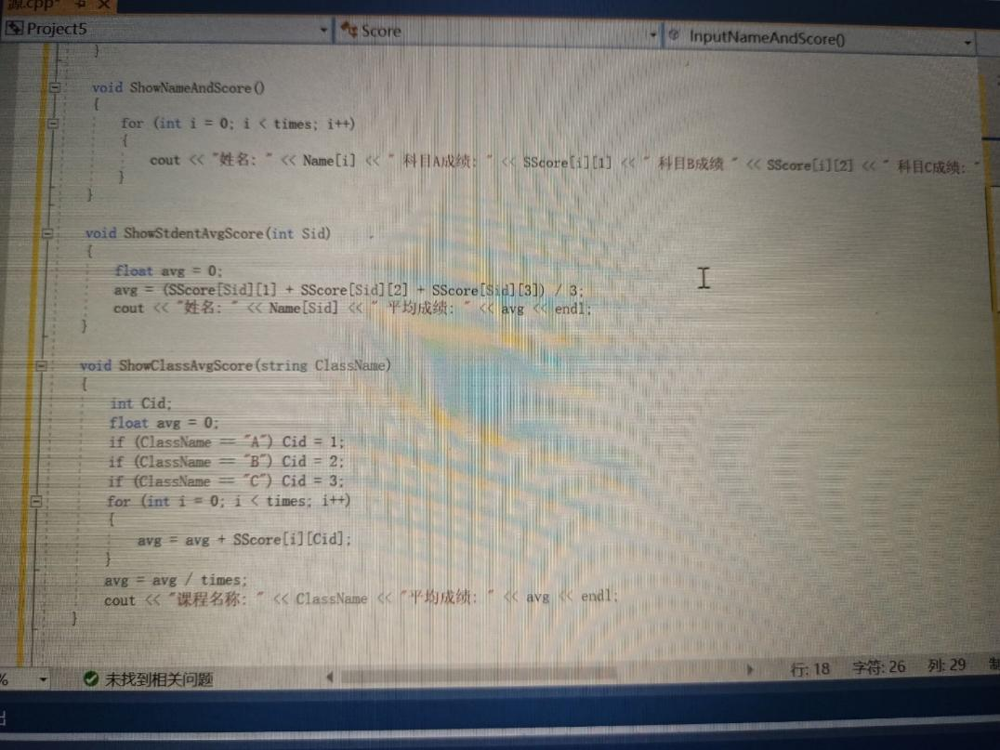 源.cpp*
Project5 Score InputNameAndScore()
}
void ShowNameAndScore()
{
for (int i = 0; i < times; i++)
{
cout << "姓名: " << Name[i] << " 科目A成绩: " << SScore[i][1] << " 科目B成绩 " << SScore[i][2] << " 科目C成绩: "
}
}
void ShowStdentAvgScore(int Sid)
{
float avg = 0;
avg = (SScore[Sid][1] + SScore[Sid][2] + SScore[Sid][3]) / 3;
cout << "姓名: " << Name[Sid] << " 平均成绩: " << avg << endl;
}
void ShowClassAvgScore(string ClassName)
{
int Cid;
float avg = 0;
if (ClassName == "A") Cid = 1;
if (ClassName == "B") Cid = 2;
if (ClassName == "C") Cid = 3;
for (int i = 0; i < times; i++)
{
avg = avg + SScore[i][Cid];
}
avg = avg / times;
cout << "课程名称: " << ClassName << "平均成绩: " << avg << endl;
}
% 未找到相关问题 行: 18 字符: 26 列: 29